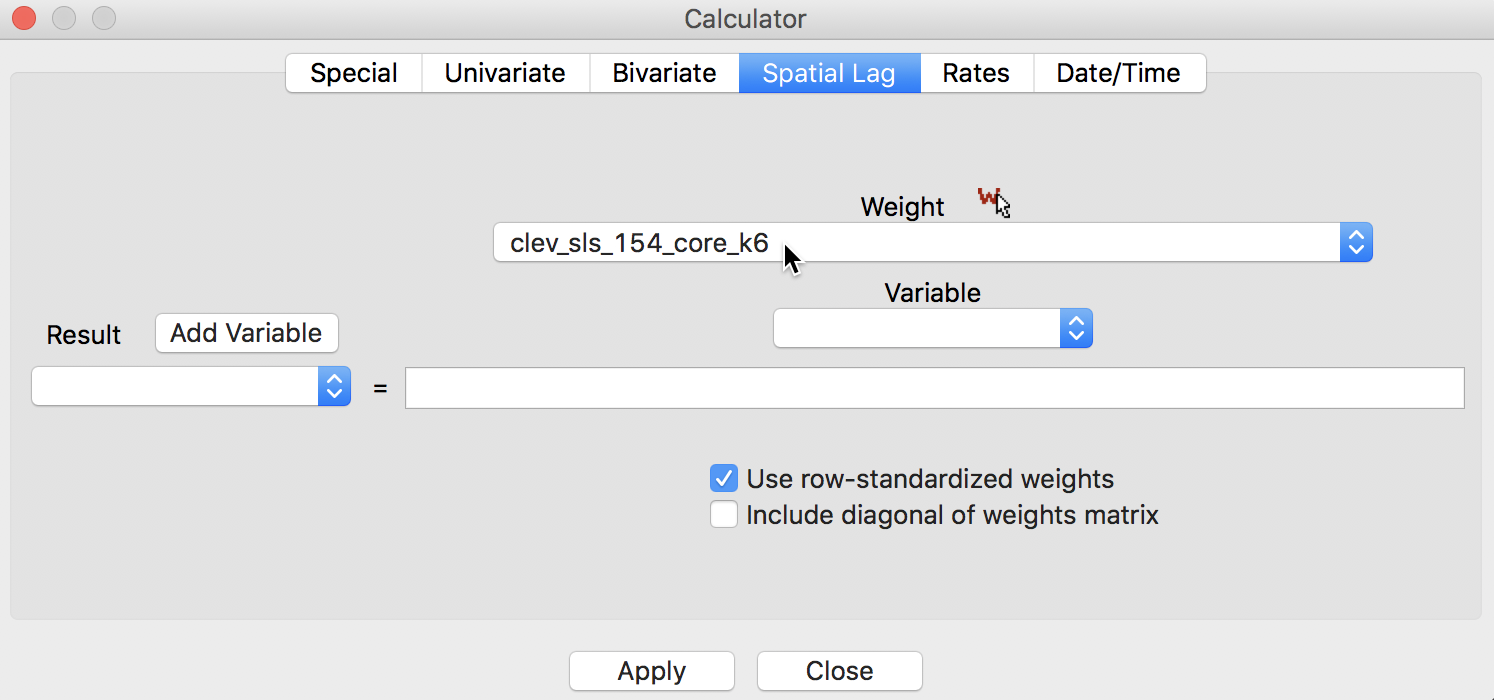 Calculator
Special Univariate Bivariate Spatial Lag Rates Date/Time
Weight W
clev_sls_154_core_k6
Variable
Result Add Variable
=
Use row-standardized weights
Include diagonal of weights matrix
Apply Close